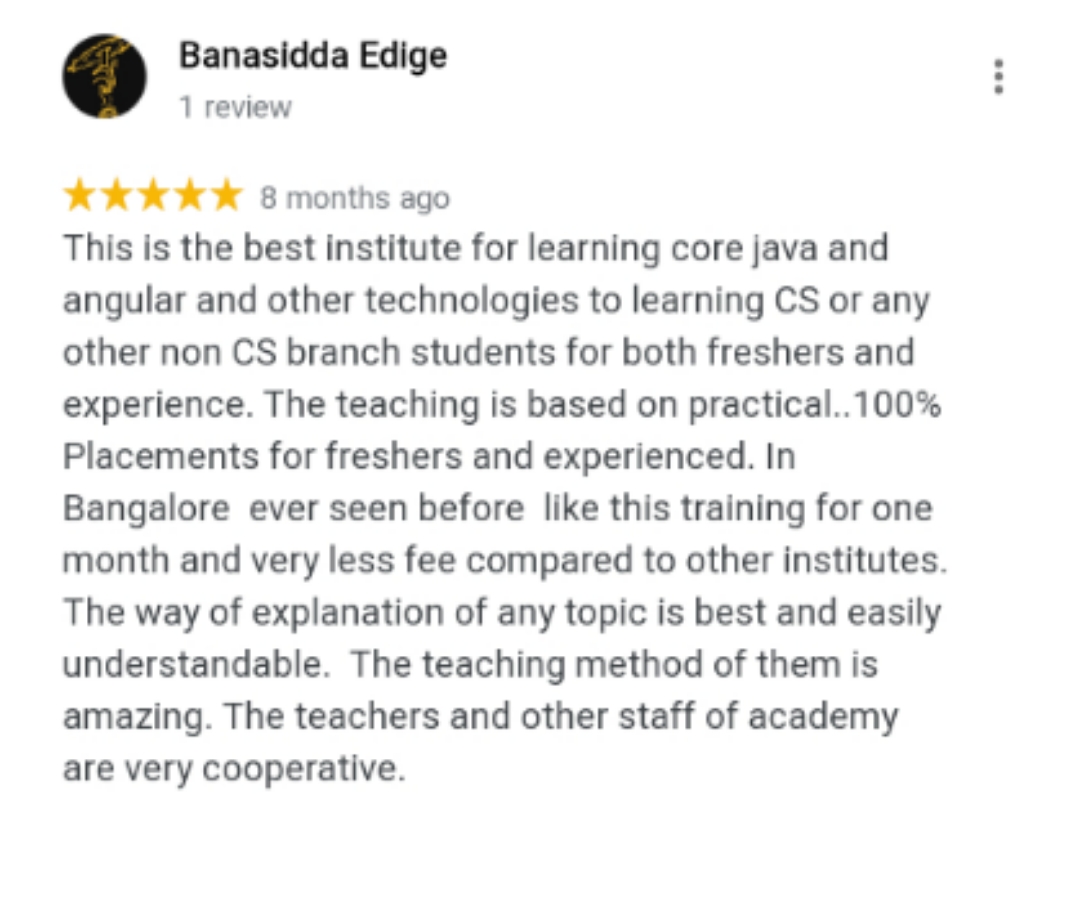 Banasidda Edige
1 review
8 months ago
This is the best institute for learning core java and
angular and other technologies to learning CS or any
other non CS branch students for both freshers and
experience. The teaching is based on practical..100%
Placements for freshers and experienced. In
Bangalore  ever seen before  like this training for one
month and very less fee compared to other institutes.
The way of explanation of any topic is best and easily
understandable.  The teaching method of them is
amazing. The teachers and other staff of academy
are very cooperative.